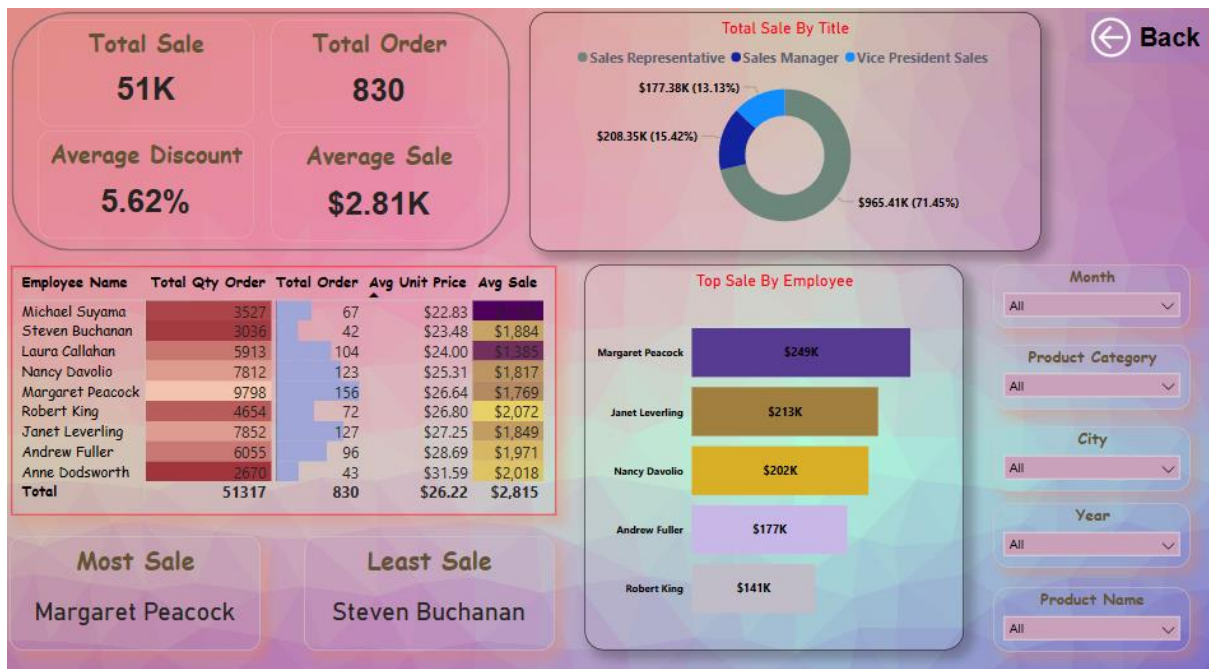 Total Sale
51K
Total Order
830
Average Discount
5.62%
Average Sale
$2.81K
Total Sale By Title
Sales Representative Sales Manager Vice President Sales
$177.38K (13.13%)
$208.35K (15.42%)
$965.41K (71.45%)
Back
Employee Name Total Qty Order Total Order Avg Unit Price Avg Sale
Michael Suyama 3527 67 $22.83
Steven Buchanan 3036 42 $23.48 $1,884
Laura Callahan 5913 104 $24.00 $1,385
Nancy Davolio 7812 123 $25.31 $1,817
Margaret Peacock 9798 156 $26.64 $1,769
Robert King 4654 72 $26.80 $2,072
Janet Leverling 7852 127 $27.25 $1,849
Andrew Fuller 6055 96 $28.69 $1,971
Anne Dodsworth 2670 43 $31.59 $2,018
Total 51317 830 $26.22 $2,815
Most Sale
Margaret Peacock
Least Sale
Steven Buchanan
Top Sale By Employee
Margaret Peacock $249K
Janet Leverling $213K
Nancy Davolio $202K
Andrew Fuller $177K
Robert King $141K
Month
All
Product Category
All
City
All
Year
All
Product Name
All